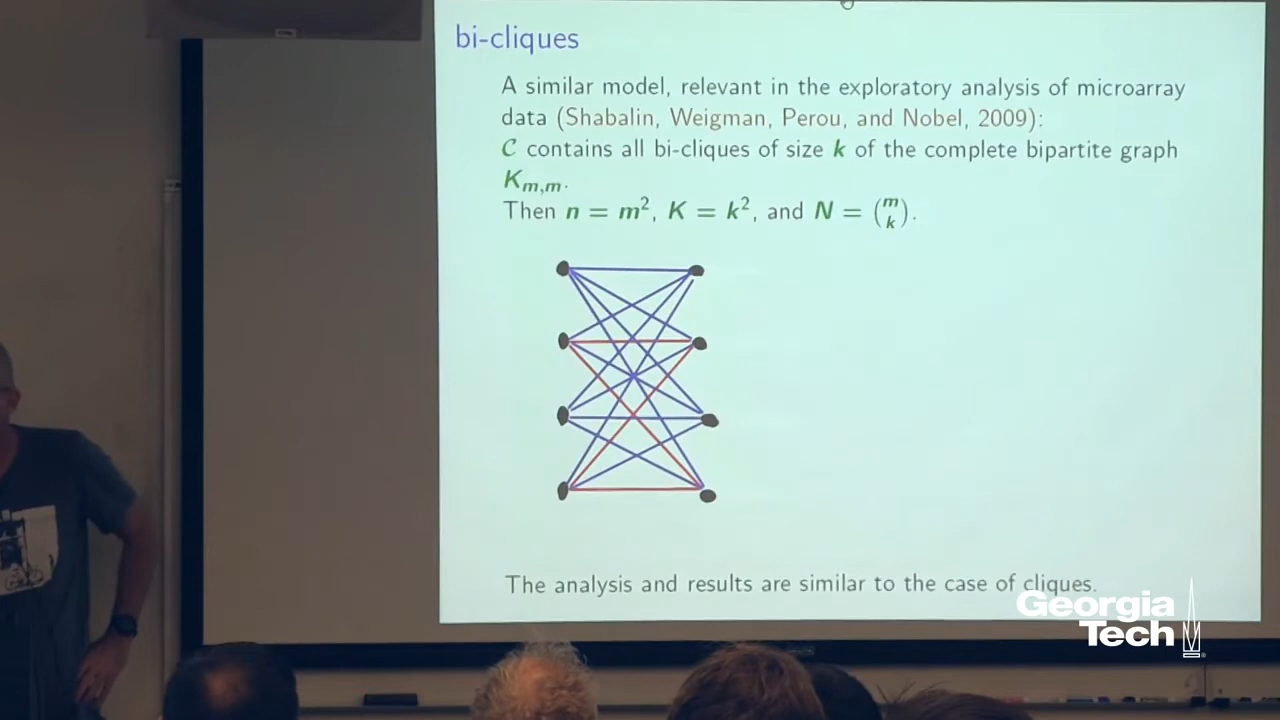 bi-cliques
A similar model, relevant in the exploratory analysis of microarray
data (Shabalin, Weigman, Perou, and Nobel, 2009):
C contains all bi-cliques of size k of the complete bipartite graph
K_{m,m}.
Then n = m², K = k², and N = (m k).
The analysis and results are similar to the case of cliques.
Georgia
Tech